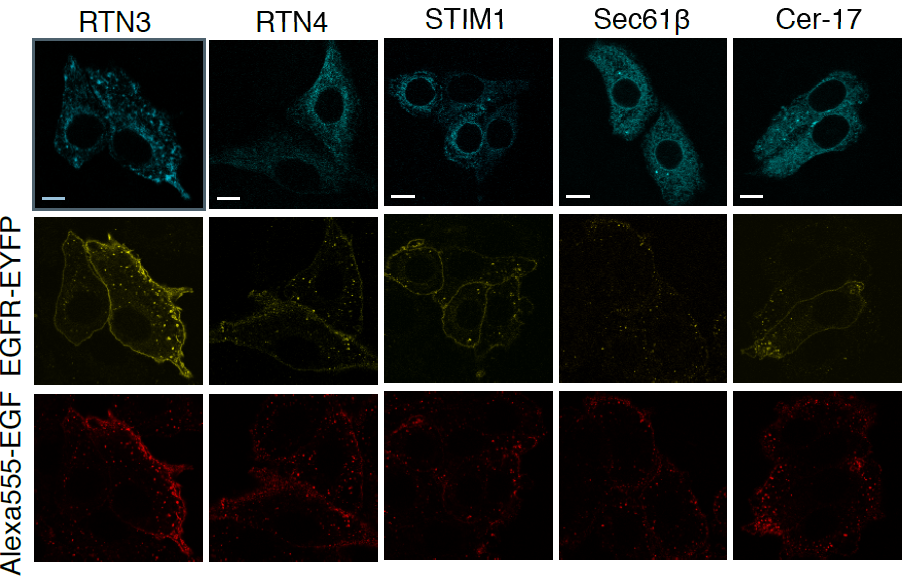 RTN3
RTN4
STIM1
Sec61β
Cer-17
EGFR-EYFP
Alexa555-EGF